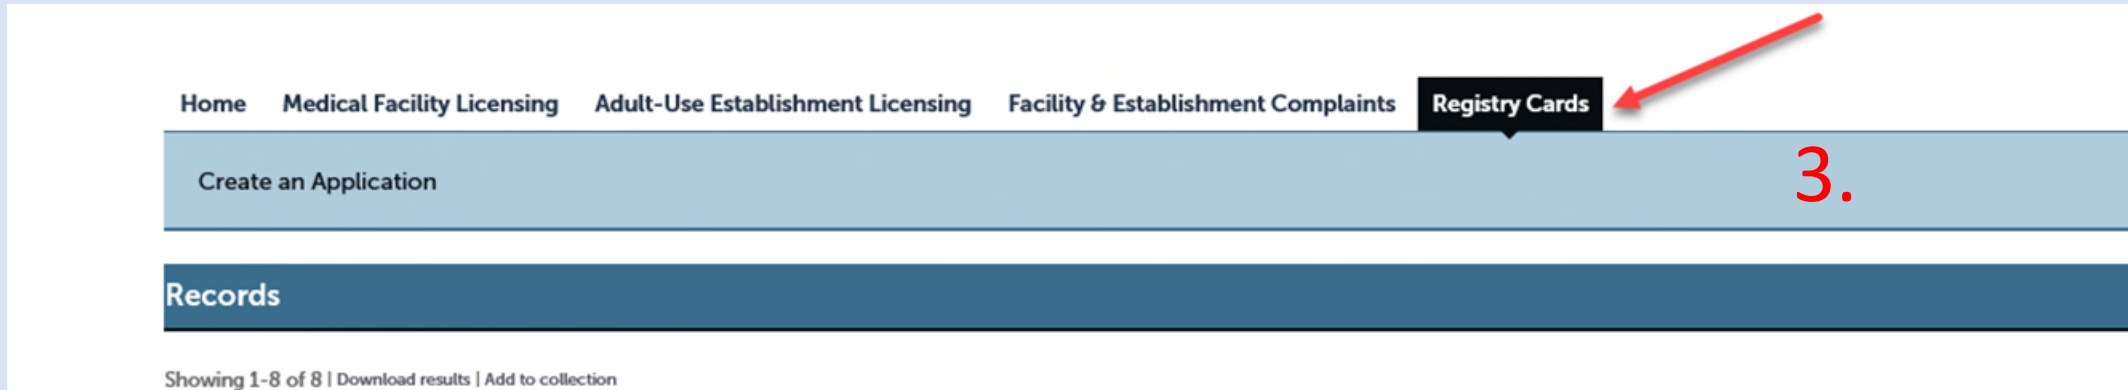 Home Medical Facility Licensing Adult-Use Establishment Licensing Facility & Establishment Complaints Registry Cards
Create an Application
3.
Records
Showing 1-8 of 8 | Download results | Add to collection